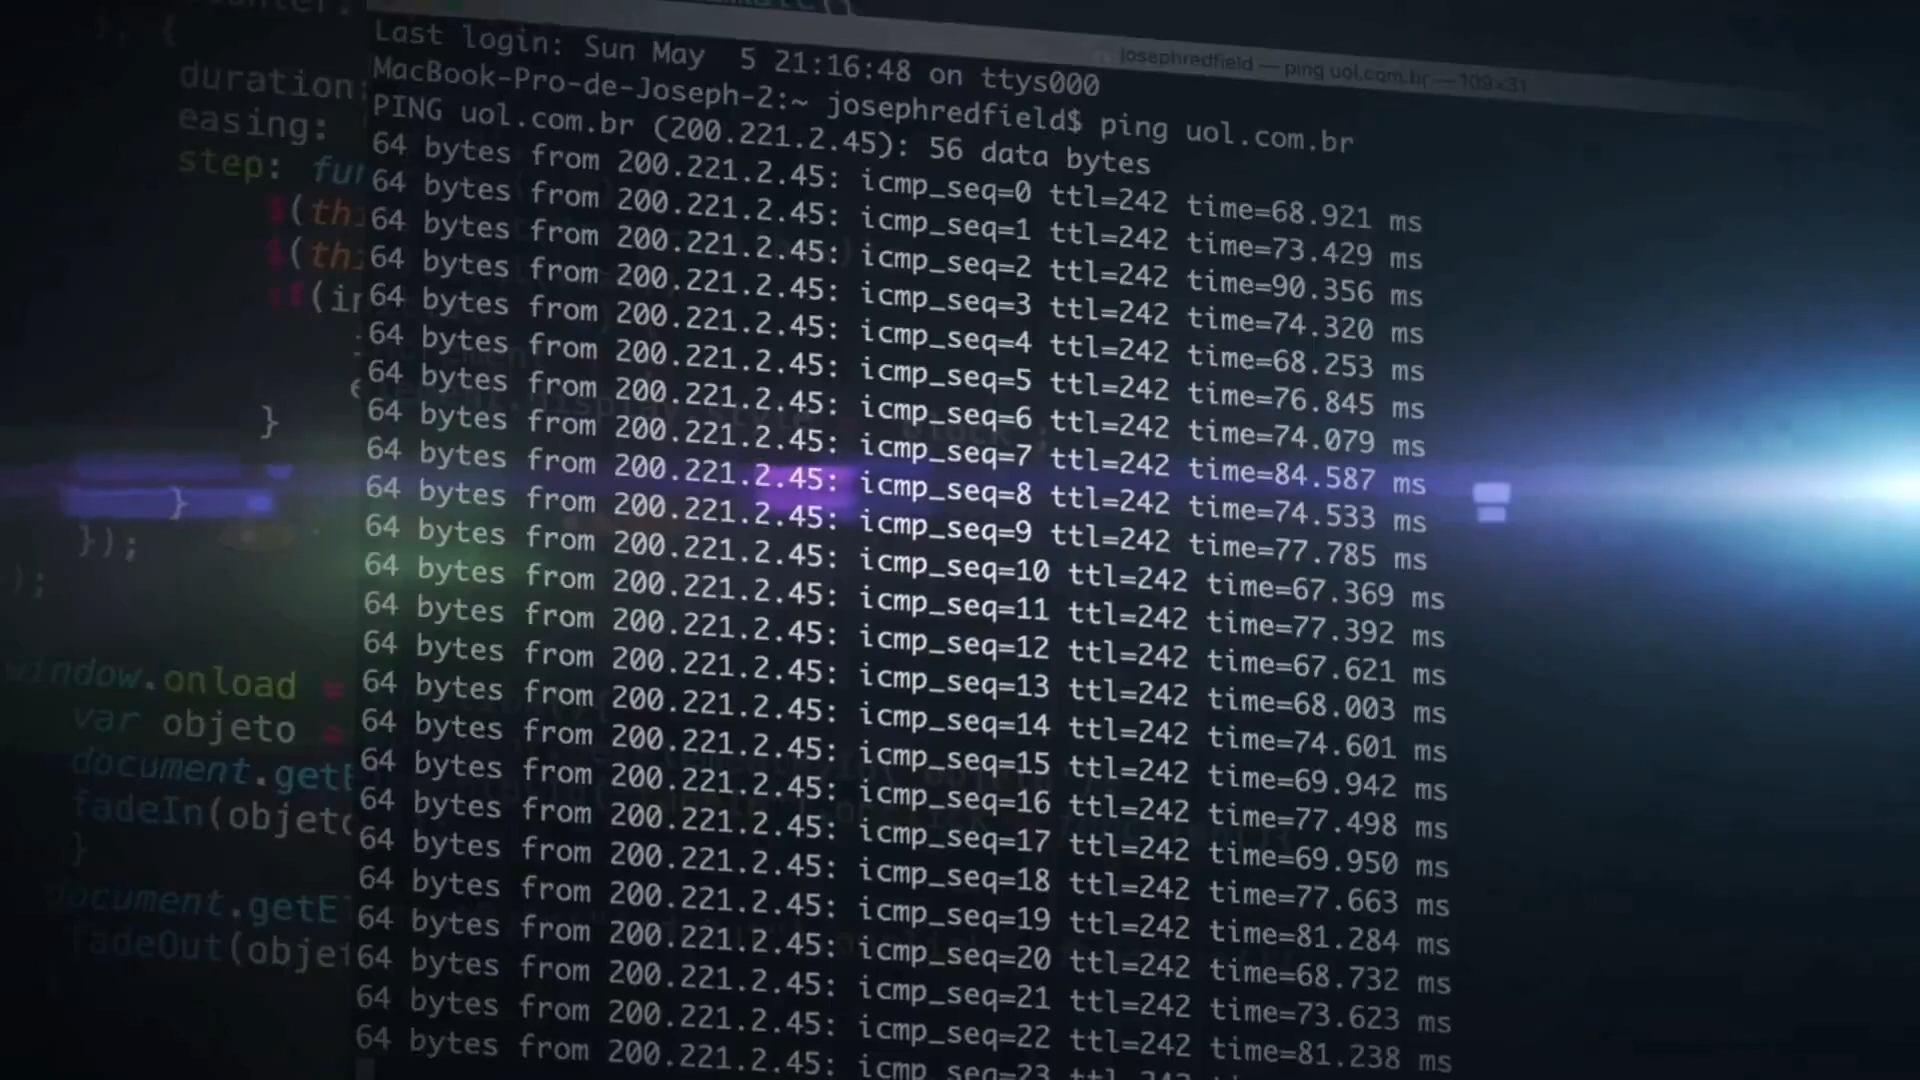 josephredfield — ping uol.com.br — 109×31
Last login: Sun May  5 21:16:48 on ttys000
MacBook-Pro-de-Joseph-2:~ josephredfield$ ping uol.com.br
PING uol.com.br (200.221.2.45): 56 data bytes
64 bytes from 200.221.2.45: icmp_seq=0 ttl=242 time=68.921 ms
64 bytes from 200.221.2.45: icmp_seq=1 ttl=242 time=73.429 ms
64 bytes from 200.221.2.45: icmp_seq=2 ttl=242 time=90.356 ms
64 bytes from 200.221.2.45: icmp_seq=3 ttl=242 time=74.320 ms
64 bytes from 200.221.2.45: icmp_seq=4 ttl=242 time=68.253 ms
64 bytes from 200.221.2.45: icmp_seq=5 ttl=242 time=76.845 ms
64 bytes from 200.221.2.45: icmp_seq=6 ttl=242 time=74.079 ms
64 bytes from 200.221.2.45: icmp_seq=7 ttl=242 time=84.587 ms
64 bytes from 200.221.2.45: icmp_seq=8 ttl=242 time=74.533 ms
64 bytes from 200.221.2.45: icmp_seq=9 ttl=242 time=77.785 ms
64 bytes from 200.221.2.45: icmp_seq=10 ttl=242 time=67.369 ms
64 bytes from 200.221.2.45: icmp_seq=11 ttl=242 time=77.392 ms
64 bytes from 200.221.2.45: icmp_seq=12 ttl=242 time=67.621 ms
64 bytes from 200.221.2.45: icmp_seq=13 ttl=242 time=68.003 ms
64 bytes from 200.221.2.45: icmp_seq=14 ttl=242 time=74.601 ms
64 bytes from 200.221.2.45: icmp_seq=15 ttl=242 time=69.942 ms
64 bytes from 200.221.2.45: icmp_seq=16 ttl=242 time=77.498 ms
64 bytes from 200.221.2.45: icmp_seq=17 ttl=242 time=69.950 ms
64 bytes from 200.221.2.45: icmp_seq=18 ttl=242 time=77.663 ms
64 bytes from 200.221.2.45: icmp_seq=19 ttl=242 time=81.284 ms
64 bytes from 200.221.2.45: icmp_seq=20 ttl=242 time=68.732 ms
64 bytes from 200.221.2.45: icmp_seq=21 ttl=242 time=73.623 ms
64 bytes from 200.221.2.45: icmp_seq=22 ttl=242 time=81.238 ms
64 bytes from 200.221.2.45: icmp_seq=23
duration:
easing:
step: fun
$(thi
$(thi
if(in
}
}
});
);
window.onload =
var objeto =
document.getE
fadeIn(objeto
}
document.getE
fadeOut(objet